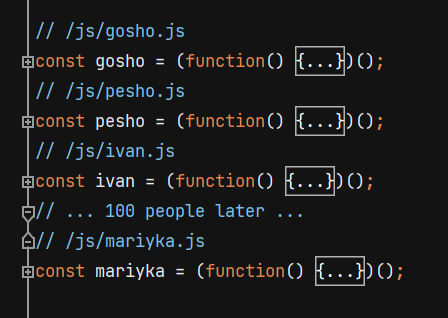 // /js/gosho.js
const gosho = (function() {...})();
// /js/pesho.js
const pesho = (function() {...})();
// /js/ivan.js
const ivan = (function() {...})();
// ... 100 people later ...
// /js/mariyka.js
const mariyka = (function() {...})();